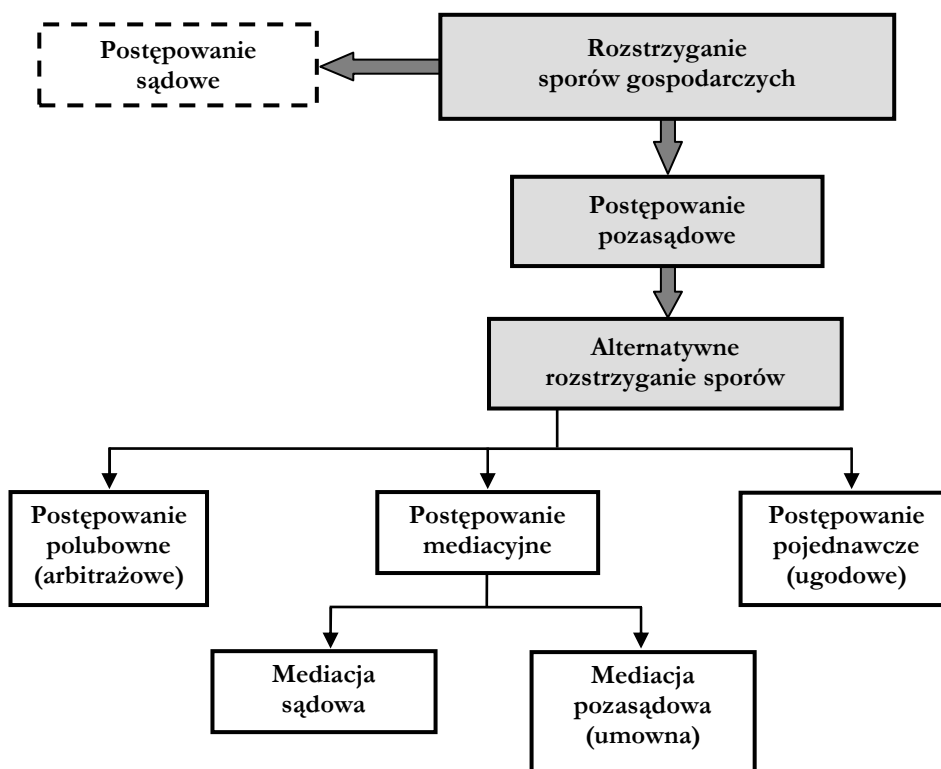 Postępowanie
sądowe
Rozstrzyganie
sporów gospodarczych
Postępowanie
pozasądowe
Alternatywne
rozstrzyganie sporów
Postępowanie
polubowne
(arbitrażowe)
Postępowanie
mediacyjne
Postępowanie
pojednawcze
(ugodowe)
Mediacja
sądowa
Mediacja
pozasądowa
(umowna)